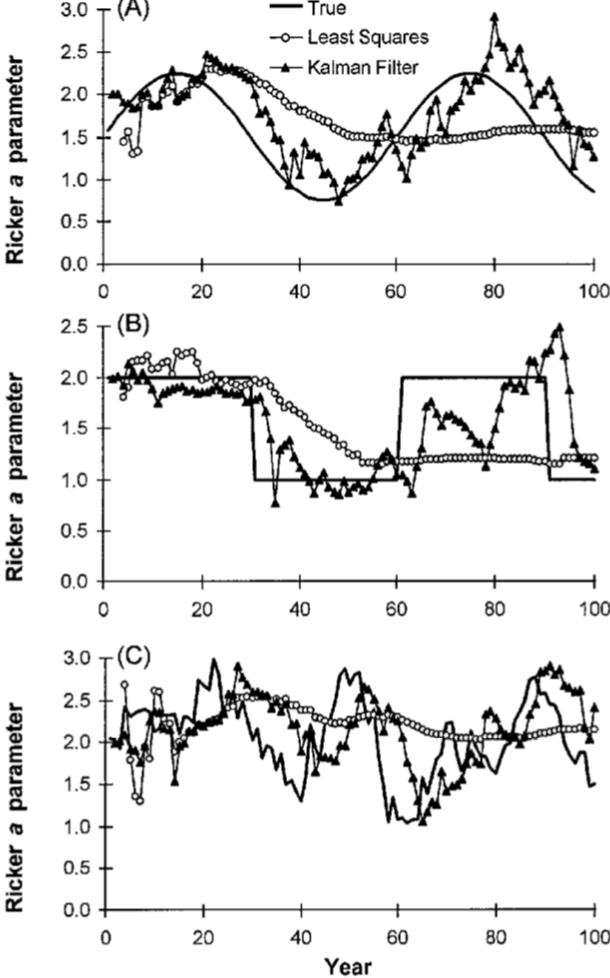 (A)
True
Least Squares
Kalman Filter
Ricker a parameter
3.0
2.5
2.0
1.5
1.0
0.5
0.0
0 20 40 60 80 100
(B)
Ricker a parameter
2.5
2.0
1.5
1.0
0.5
0.0
0 20 40 60 80 100
(C)
Ricker a parameter
3.0
2.5
2.0
1.5
1.0
0.5
0.0
0 20 40 60 80 100
Year